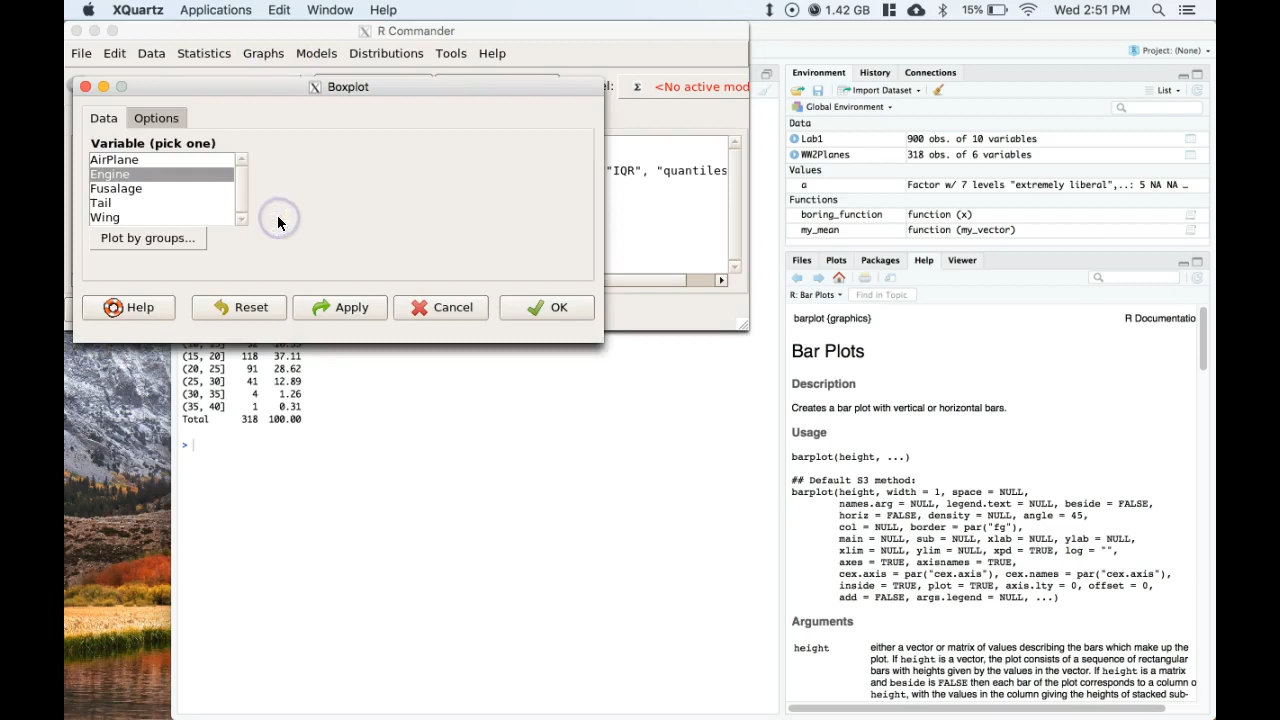 XQuartz Applications Edit Window Help 1.42 GB 15% Wed 2:51 PM
R Commander
File Edit Data Statistics Graphs Models Distributions Tools Help
l: Σ <No active mod
Boxplot
Data Options
Variable (pick one)
AirPlane
Engine
Fusalage
Tail
Wing
Plot by groups...
Help Reset Apply Cancel OK
"IQR", "quantiles
(15, 20] 118 37.11
(20, 25] 91 28.62
(25, 30] 41 12.89
(30, 35] 4 1.26
(35, 40] 1 0.31
Total 318 100.00
>
Project: (None)
Environment History Connections
Import Dataset List
Global Environment
Data
Lab1 900 obs. of 10 variables
WW2Planes 318 obs. of 6 variables
Values
a Factor w/ 7 levels "extremely liberal",..: 5 NA NA …
Functions
boring_function function (x)
my_mean function (my_vector)
Files Plots Packages Help Viewer
R: Bar Plots Find in Topic
barplot {graphics} R Documentatio
Bar Plots
Description
Creates a bar plot with vertical or horizontal bars.
Usage
barplot(height, ...)
## Default S3 method:
barplot(height, width = 1, space = NULL,
names.arg = NULL, legend.text = NULL, beside = FALSE,
horiz = FALSE, density = NULL, angle = 45,
col = NULL, border = par("fg"),
main = NULL, sub = NULL, xlab = NULL, ylab = NULL,
xlim = NULL, ylim = NULL, xpd = TRUE, log = "",
axes = TRUE, axisnames = TRUE,
cex.axis = par("cex.axis"), cex.names = par("cex.axis"),
inside = TRUE, plot = TRUE, axis.lty = 0, offset = 0,
add = FALSE, args.legend = NULL, ...)
Arguments
height either a vector or matrix of values describing the bars which make up the
plot. If height is a vector, the plot consists of a sequence of rectangular
bars with heights given by the values in the vector. If height is a matrix
and beside is FALSE then each bar of the plot corresponds to a column o
height, with the values in the column giving the heights of stacked sub-